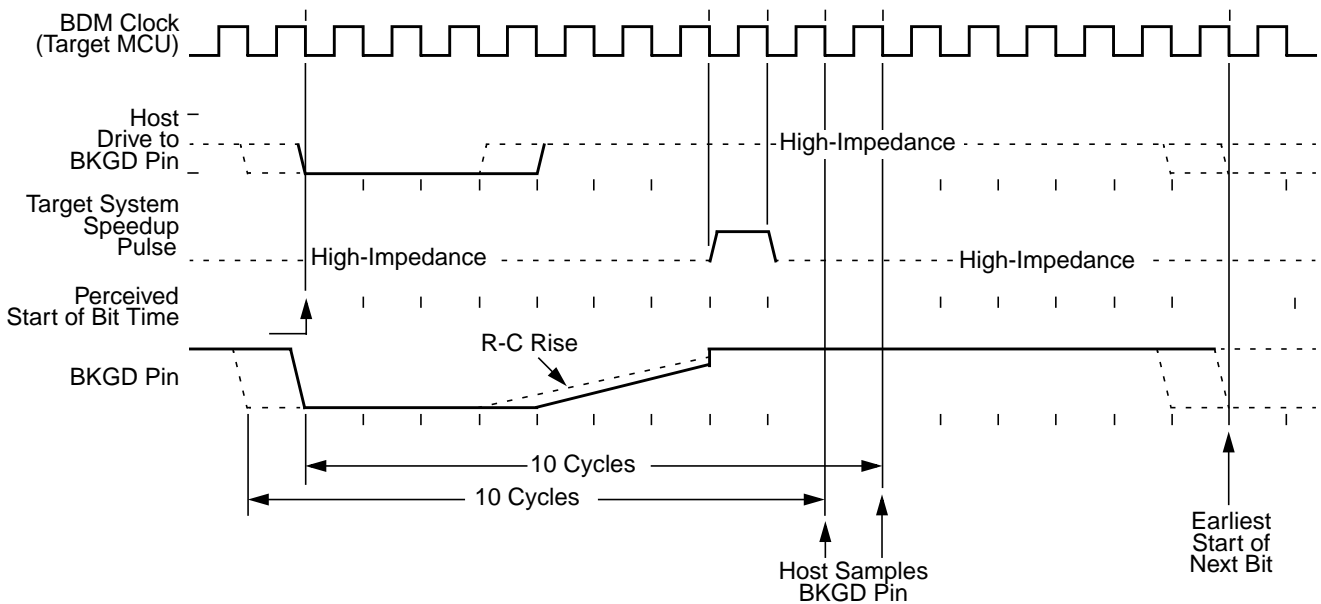 BDM Clock
(Target MCU)
Host
Drive to
BKGD Pin
High-Impedance
Target System
Speedup
Pulse
High-Impedance
High-Impedance
Perceived
Start of Bit Time
R-C Rise
BKGD Pin
10 Cycles
10 Cycles
Host Samples
BKGD Pin
Earliest
Start of
Next Bit